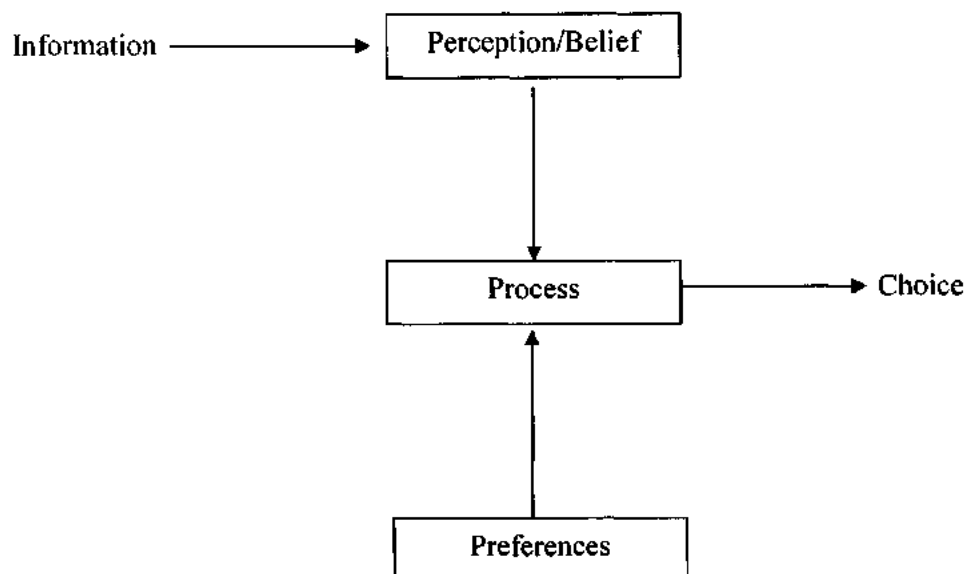 Information
Perception/Belief
Process
Choice
Preferences